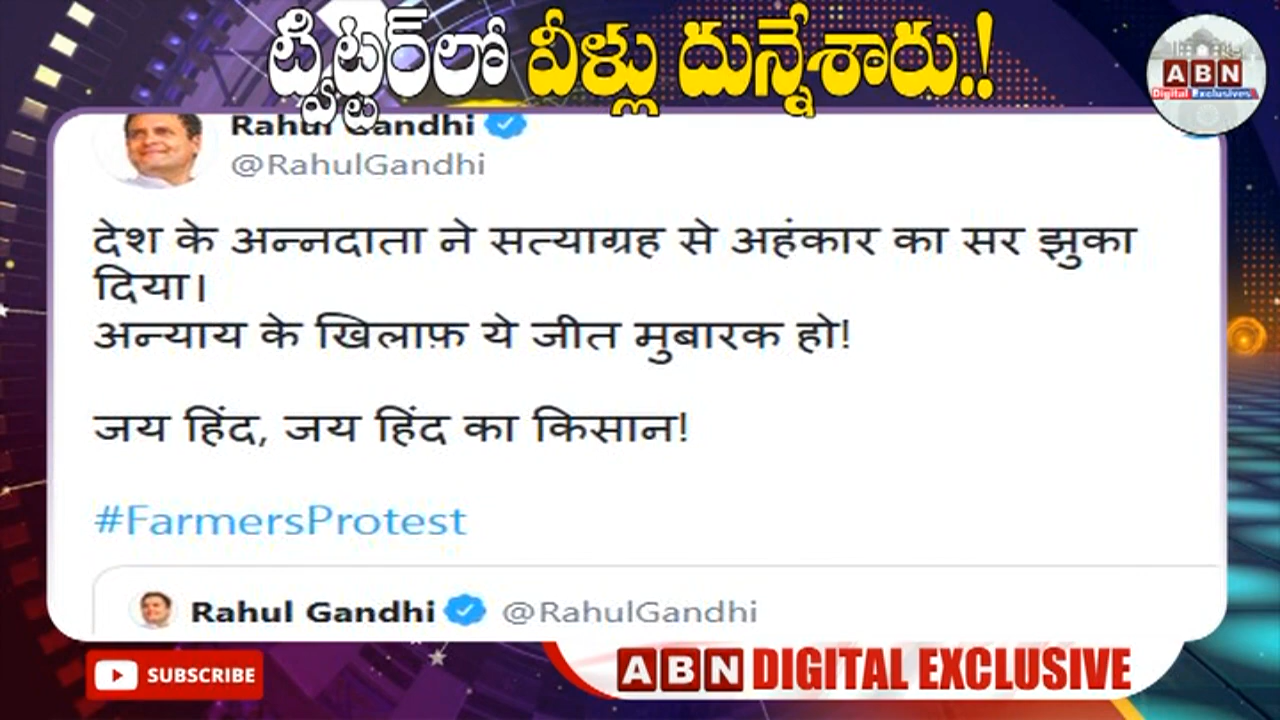 ట్విట్టర్‌లో వీళ్లు దున్నేశారు.!
ABN
Digital Exclusives
Rahul Gandhi
@RahulGandhi
देश के अन्नदाता ने सत्याग्रह से अहंकार का सर झुका
दिया।
अन्याय के खिलाफ़ ये जीत मुबारक हो!
जय हिंद, जय हिंद का किसान!
#FarmersProtest
Rahul Gandhi @RahulGandhi
SUBSCRIBE
ABN DIGITAL EXCLUSIVE